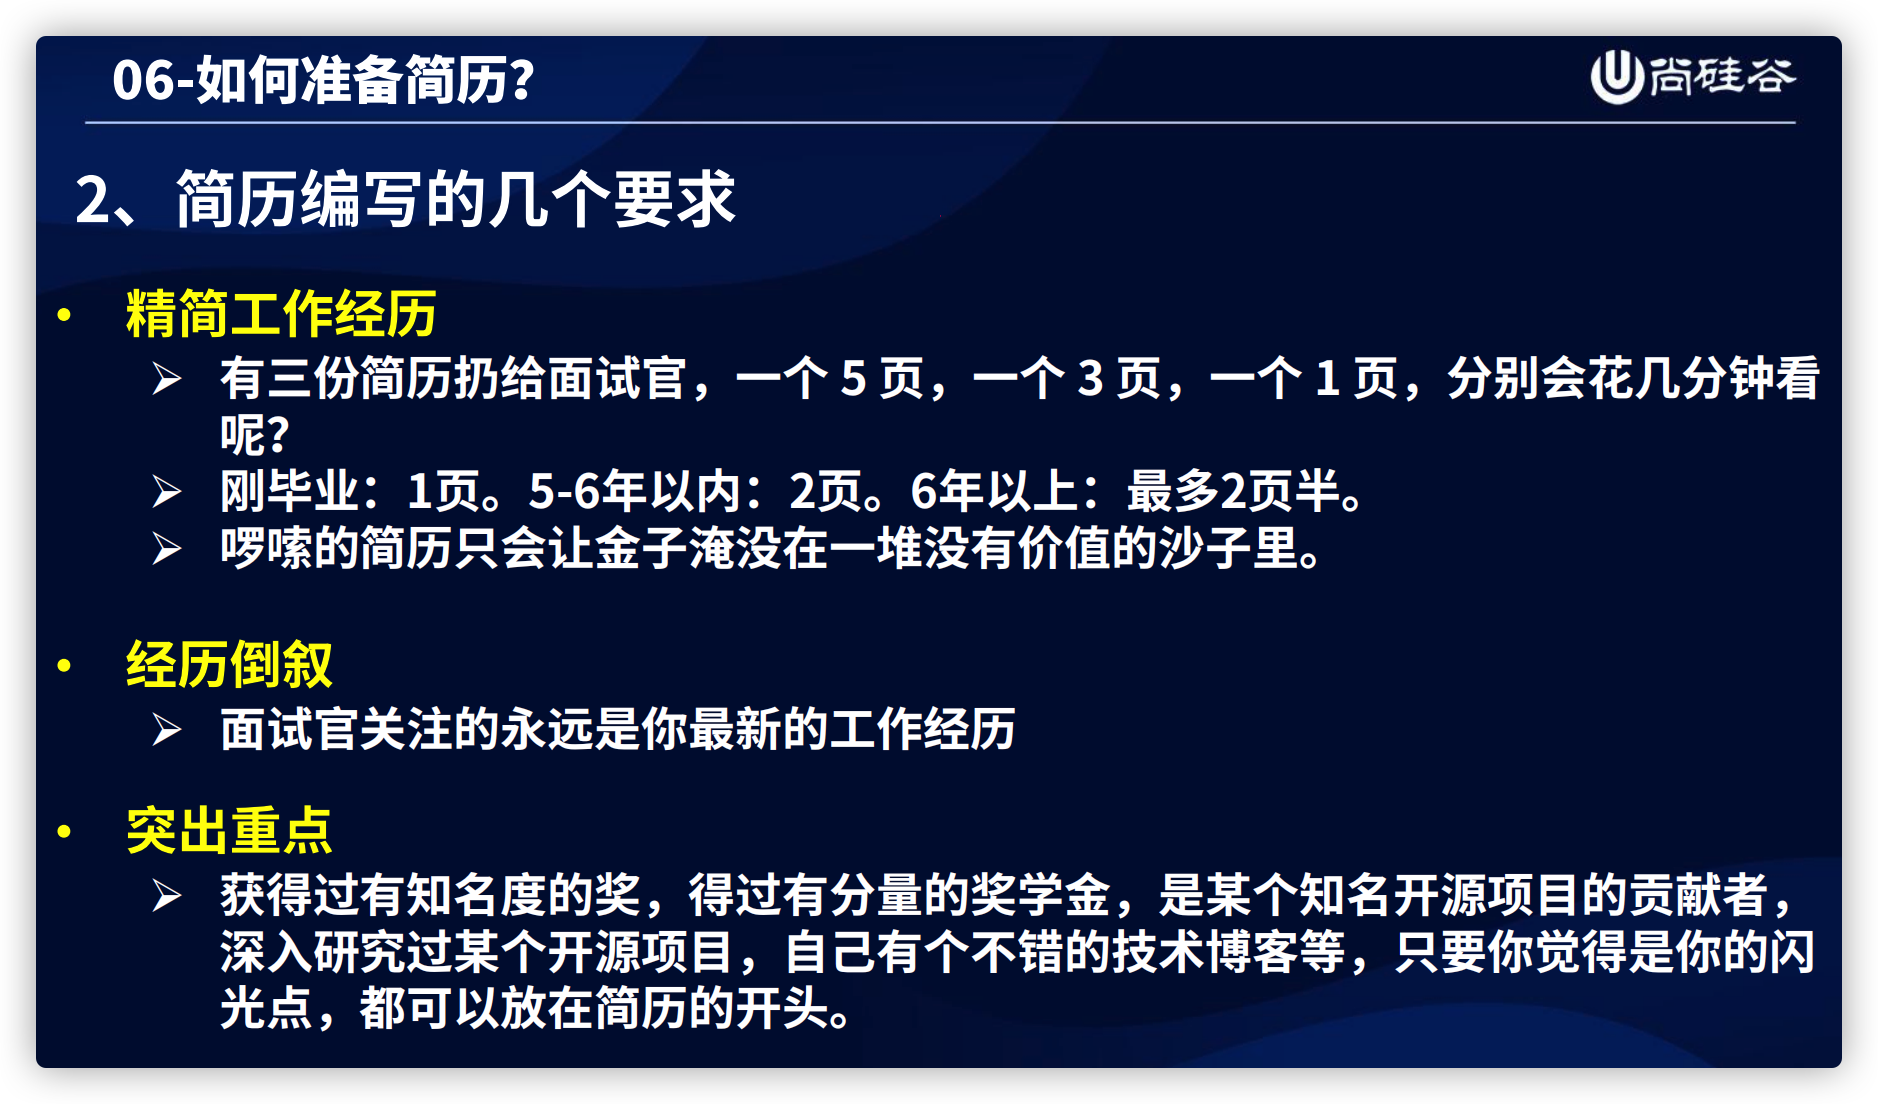 06-如何准备简历？
尚硅谷
2、简历编写的几个要求
• 精简工作经历
➢ 有三份简历扔给面试官，一个 5 页，一个 3 页，一个 1 页，分别会花几分钟看
呢？
➢ 刚毕业：1页。5-6年以内：2页。6年以上：最多2页半。
➢ 啰嗦的简历只会让金子淹没在一堆没有价值的沙子里。
• 经历倒叙
➢ 面试官关注的永远是你最新的工作经历
• 突出重点
➢ 获得过有知名度的奖，得过有分量的奖学金，是某个知名开源项目的贡献者，
深入研究过某个开源项目，自己有个不错的技术博客等，只要你觉得是你的闪
光点，都可以放在简历的开头。